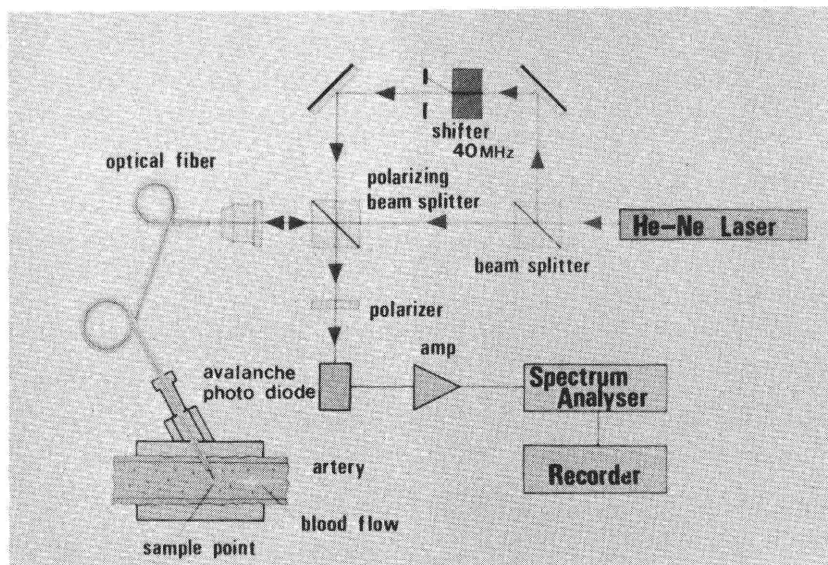 shifter
40MHz
optical fiber
polarizing
beam splitter
He-Ne Laser
beam splitter
polarizer
amp
avalanche
photo diode
Spectrum
Analyser
artery
Recorder
blood flow
sample point